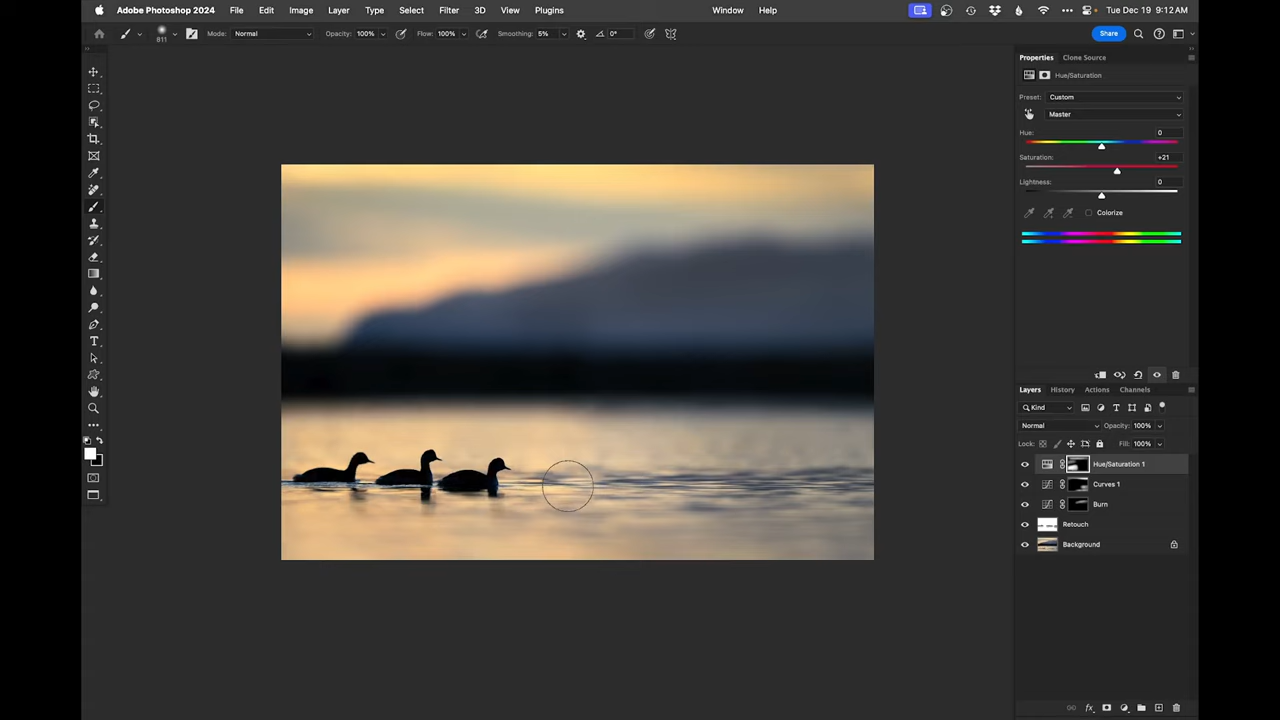 Adobe Photoshop 2024 File Edit Image Layer Type Select Filter 3D View Plugins Window Help Tue Dec 19 9:12 AM
811 Mode: Normal Opacity: 100% Flow: 100% Smoothing: 5% 0° Share
Properties Clone Source
Hue/Saturation
Preset: Custom
Master
Hue: 0
Saturation: +21
Lightness: 0
Colorize
Layers History Actions Channels
Kind
Normal Opacity: 100%
Lock: Fill: 100%
Hue/Saturation 1
Curves 1
Burn
Retouch
Background